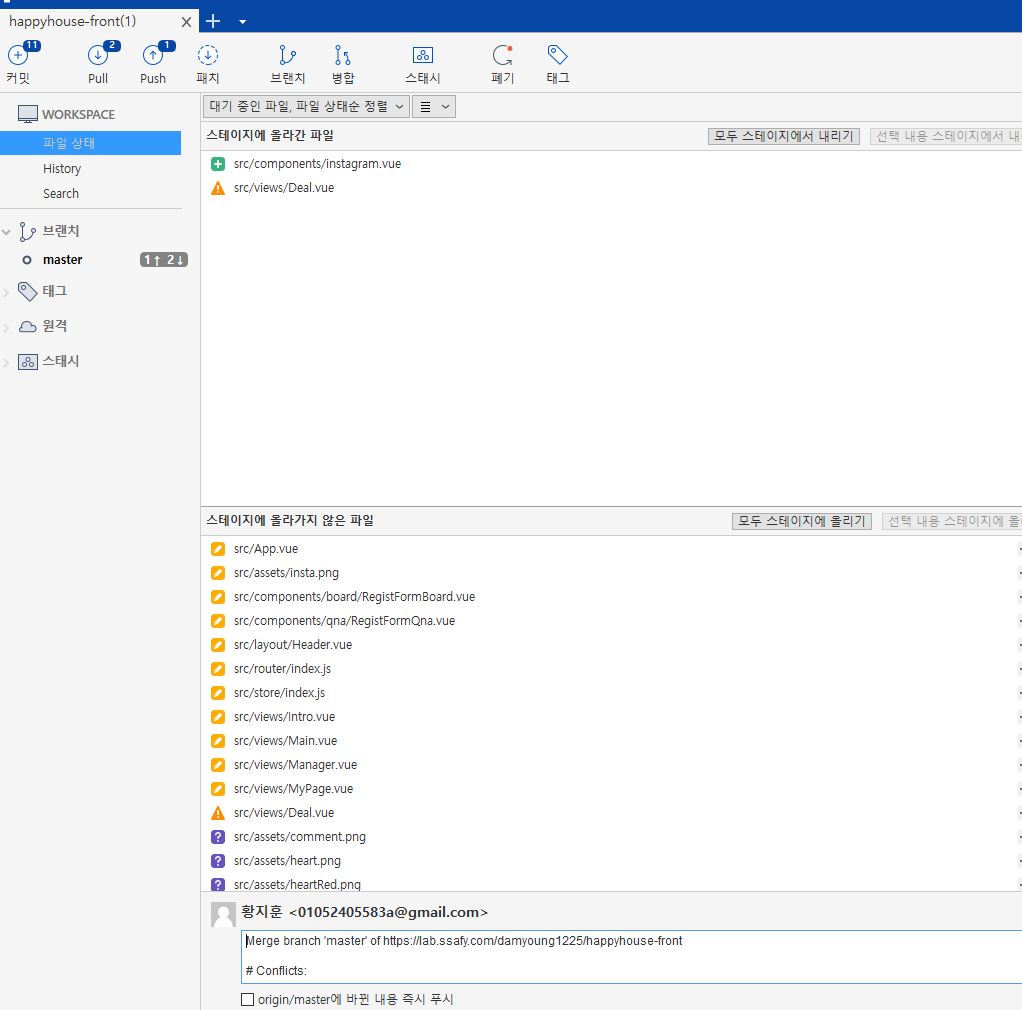 happyhouse-front(1)
11 2 1
커밋 Pull Push 패치 브랜치 병합 스태시 폐기 태그
WORKSPACE
파일 상태
History
Search
브랜치
master 1↑ 2↓
태그
원격
스태시
대기 중인 파일, 파일 상태순 정렬
스테이지에 올라간 파일 모두 스테이지에서 내리기 선택 내용 스테이지에서 내
src/components/instagram.vue
src/views/Deal.vue
스테이지에 올라가지 않은 파일 모두 스테이지에 올리기 선택 내용 스테이지에 올
src/App.vue
src/assets/insta.png
src/components/board/RegistFormBoard.vue
src/components/qna/RegistFormQna.vue
src/layout/Header.vue
src/router/index.js
src/store/index.js
src/views/Intro.vue
src/views/Main.vue
src/views/Manager.vue
src/views/MyPage.vue
src/views/Deal.vue
src/assets/comment.png
src/assets/heart.png
src/assets/heartRed.png
황지훈 <01052405583a@gmail.com>
Merge branch 'master' of https://lab.ssafy.com/damyoung1225/happyhouse-front
# Conflicts:
origin/master에 바뀐 내용 즉시 푸시